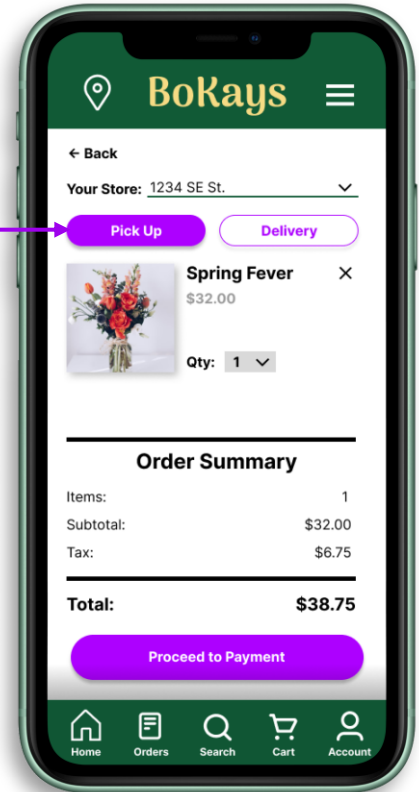 BoKays
← Back
Your Store: 1234 SE St.
Pick Up Delivery
Spring Fever
$32.00
Qty: 1
Order Summary
Items: 1
Subtotal: $32.00
Tax: $6.75
Total: $38.75
Proceed to Payment
Home Orders Search Cart Account